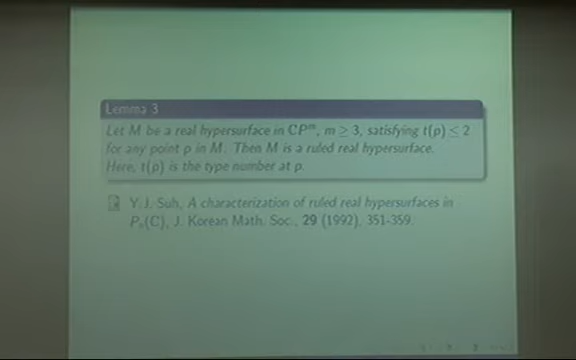 Lemma 3
Let M be a real hypersurface in ℂP^m, m ≥ 3, satisfying t(p) ≤ 2
for any point p in M. Then M is a ruled real hypersurface.
Here, t(p) is the type number at p.
Y. J. Suh, A characterization of ruled real hypersurfaces in
P_n(C), J. Korean Math. Soc., 29 (1992), 351-359.